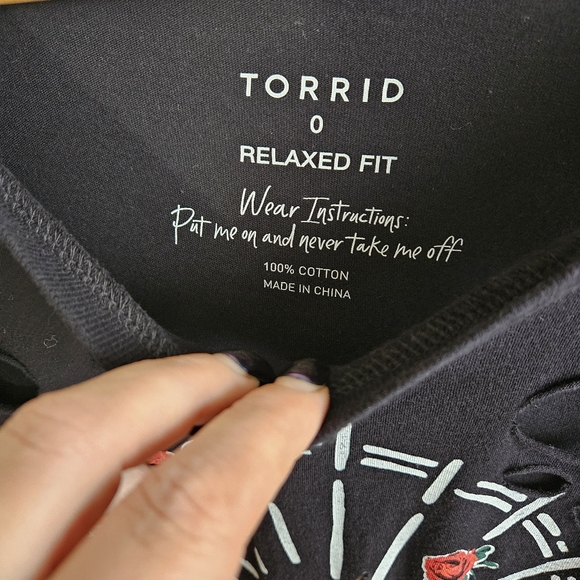 TORRID
0
RELAXED FIT
Wear Instructions:
Put me on and never take me off
100% COTTON
MADE IN CHINA